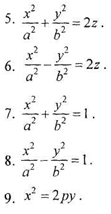 5. x²/a² + y²/b² = 2z.
6. x²/a² − y²/b² = 2z.
7. x²/a² + y²/b² = 1.
8. x²/a² − y²/b² = 1.
9. x² = 2py.